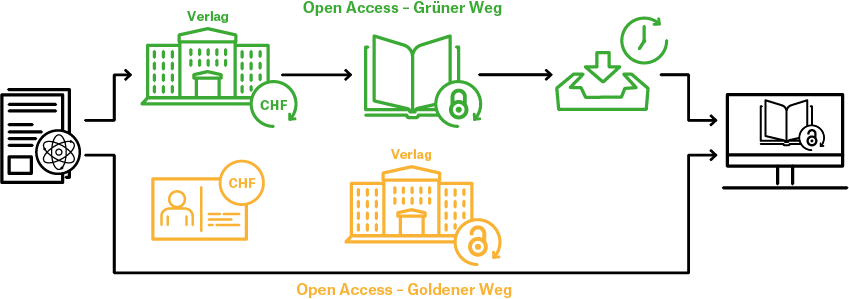 Open Access – Grüner Weg
Verlag
CHF
Verlag
CHF
Open Access – Goldener Weg